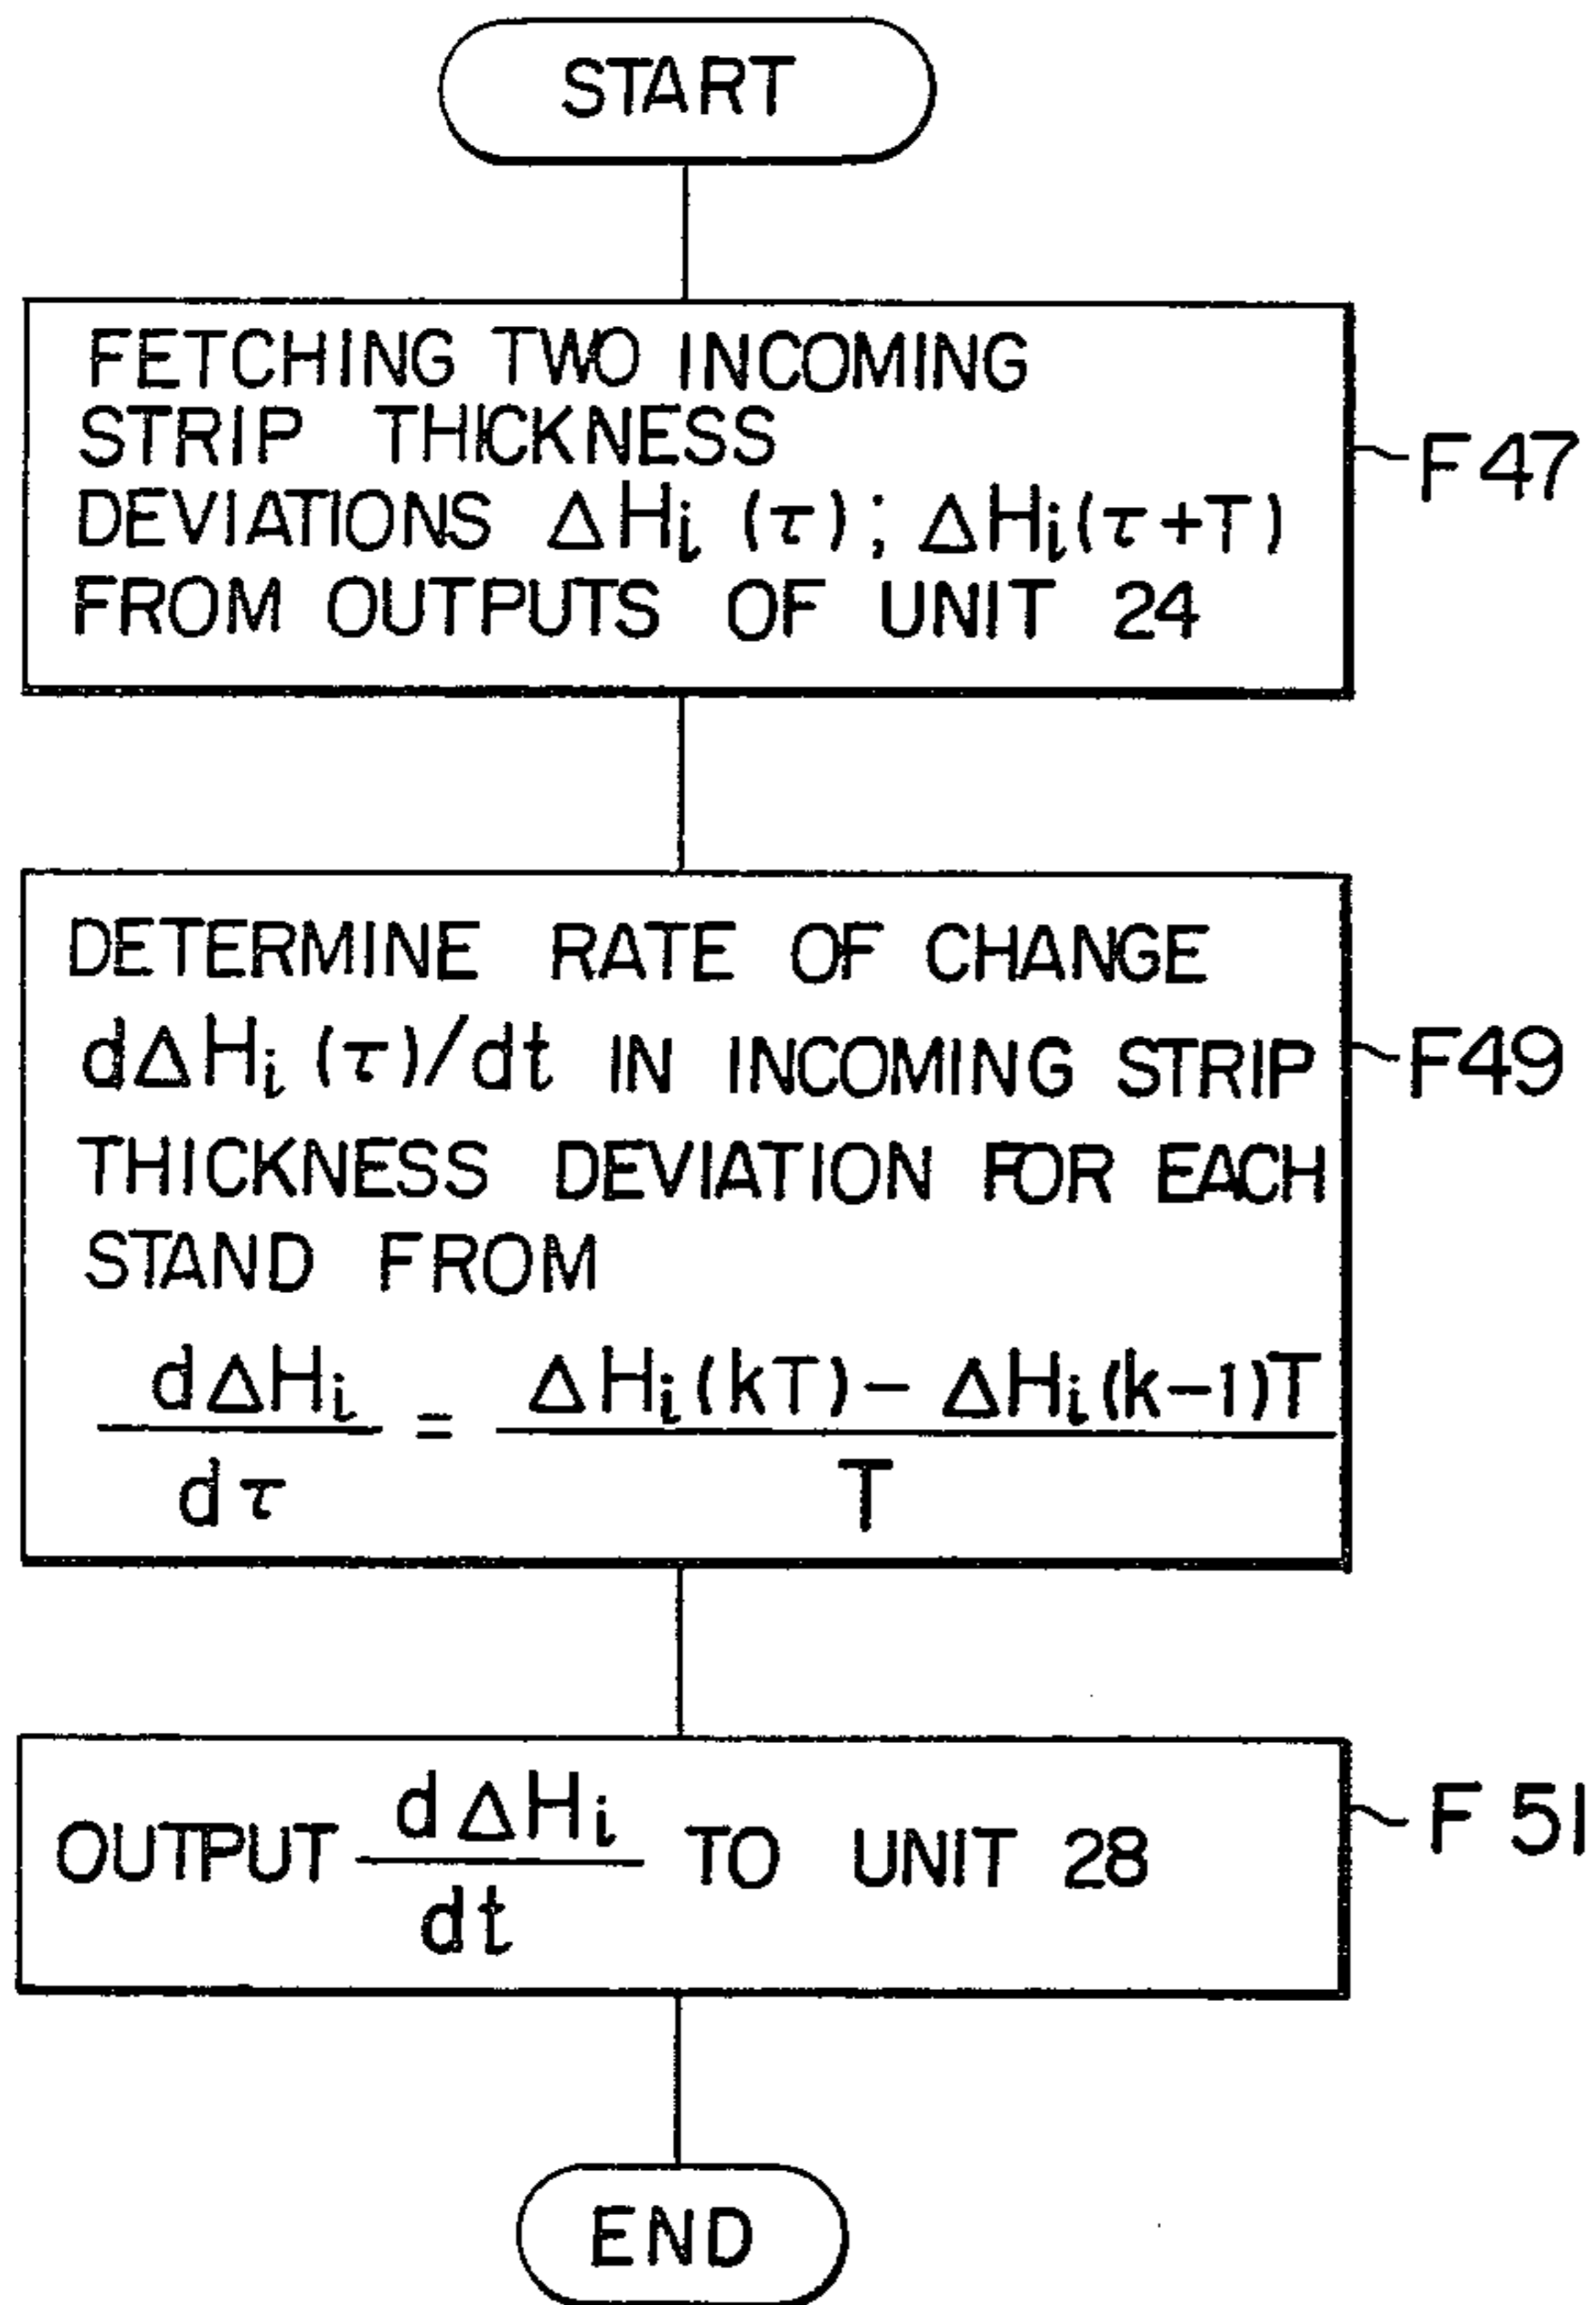 START
FETCHING TWO INCOMING
STRIP THICKNESS
DEVIATIONS ΔHi (τ); ΔHi(τ+T)
FROM OUTPUTS OF UNIT 24
F47
DETERMINE RATE OF CHANGE
dΔHi (τ)/dt IN INCOMING STRIP
THICKNESS DEVIATION FOR EACH
STAND FROM
dΔHi/dτ = ΔHi(kT) - ΔHi(k-1)T/T
F49
OUTPUT dΔHi/dt TO UNIT 28
F 51
END